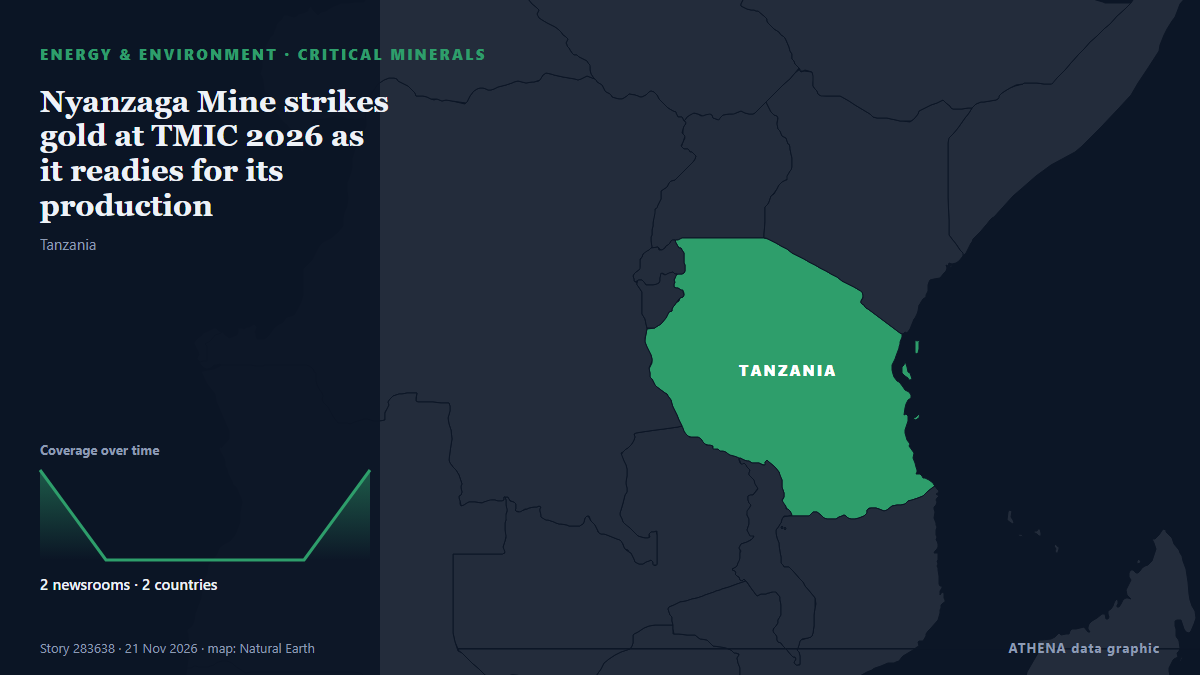 ENERGY & ENVIRONMENT · CRITICAL MINERALS
Nyanzaga Mine strikes
gold at TMIC 2026 as
it readies for its
production
Tanzania
TANZANIA
Coverage over time
2 newsrooms · 2 countries
Story 283638 · 21 Nov 2026 · map: Natural Earth
ATHENA data graphic